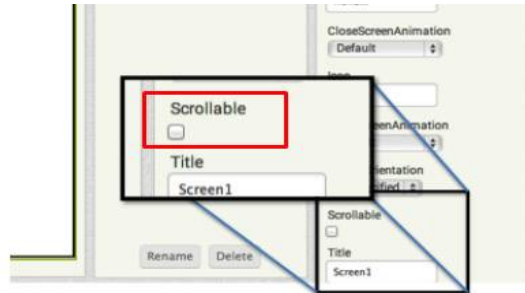 CloseScreenAnimation
Default
Icon
Scrollable
Title
Screen1
Rename
Delete
Scrollable
Title
Screen1